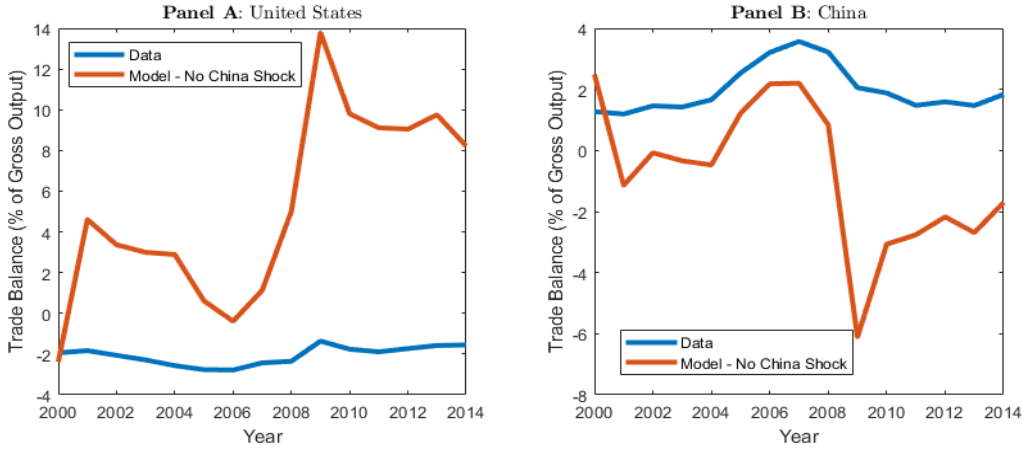 Panel A: United States
14
12
10
8
6
4
2
0
-2
-4
Trade Balance (% of Gross Output)
Data
Model - No China Shock
2000 2002 2004 2006 2008 2010 2012 2014
Year
Panel B: China
4
2
0
-2
-4
-6
-8
Trade Balance (% of Gross Output)
Data
Model - No China Shock
2000 2002 2004 2006 2008 2010 2012 2014
Year